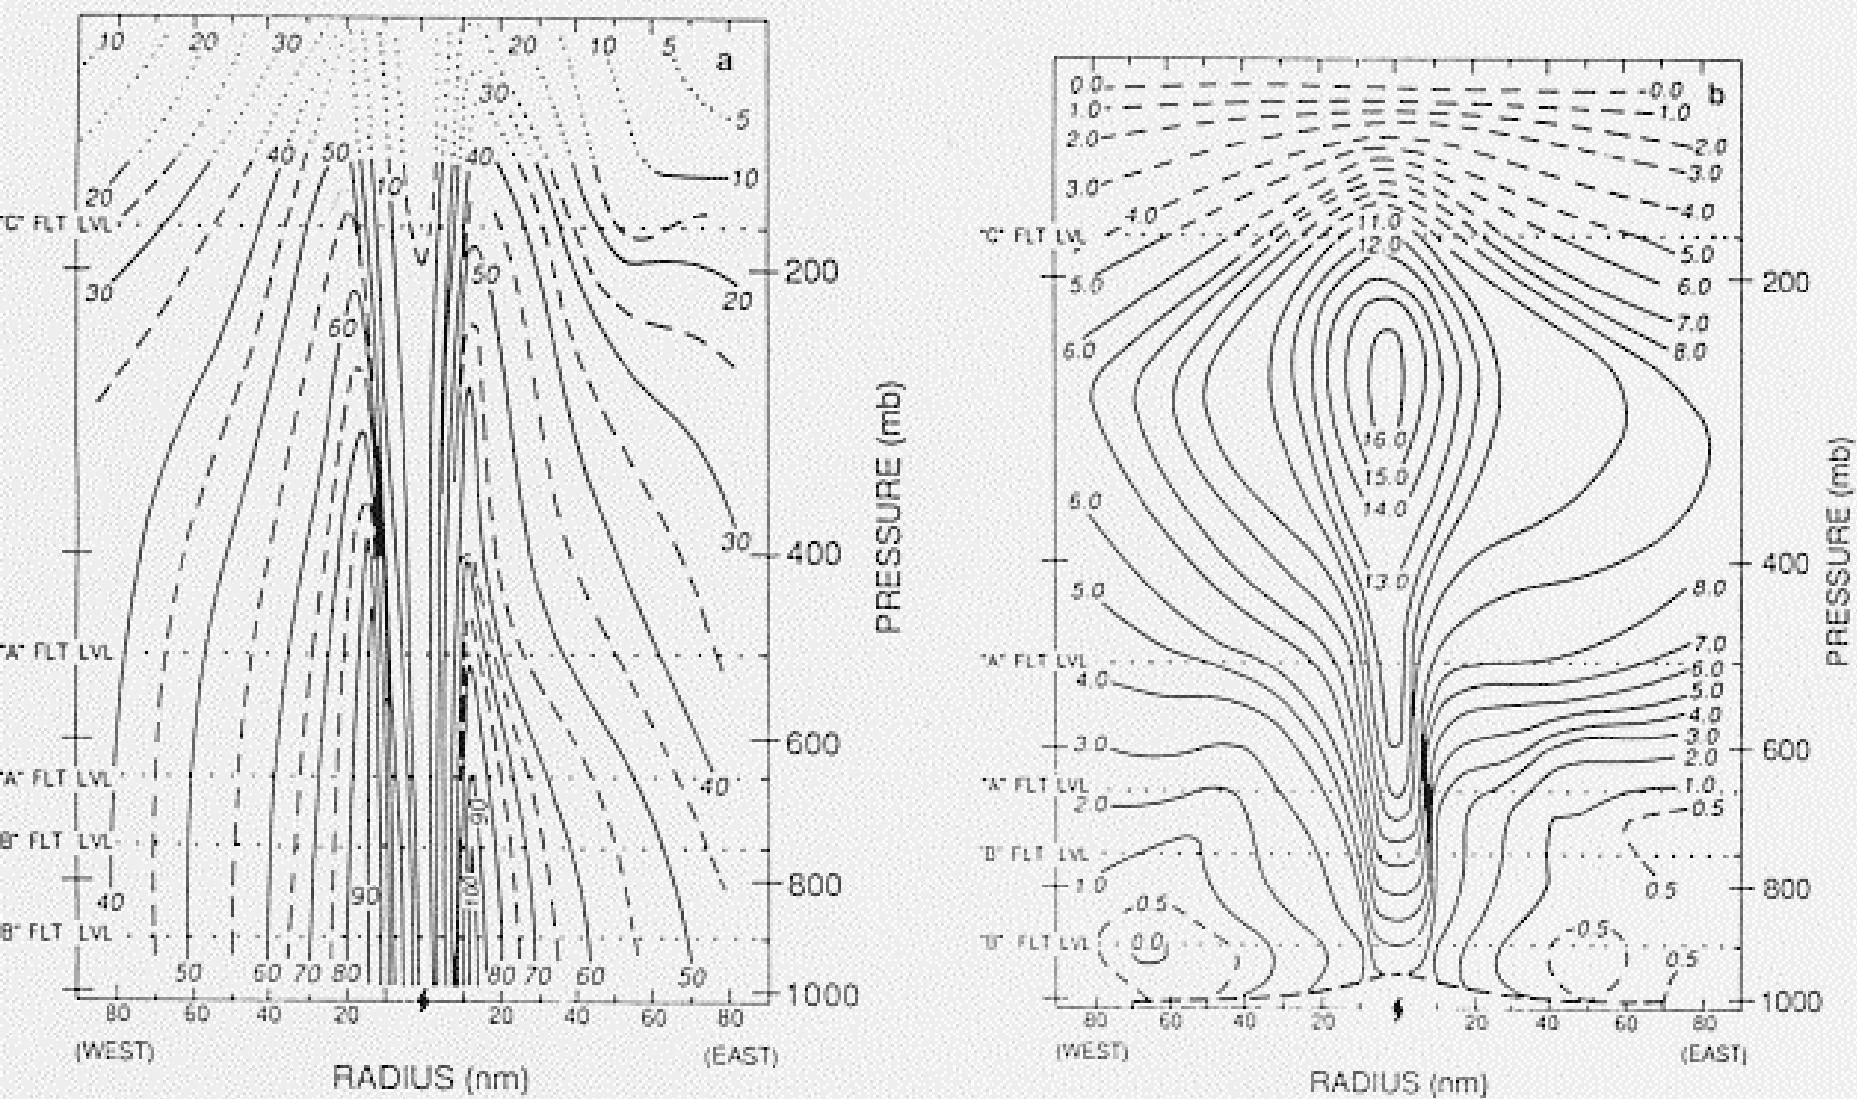 10 20 30 20 10 5 a
30 5
40 50 40
10 10
20
"C" FLT LVL
50 200
30 20
60
30 400
"A" FLT LVL
600
"A" FLT LVL 40
90
"B" FLT LVL
800
40 90 100
"B" FLT LVL
50 60 70 80 80 70 60 50
1000
80 60 40 20 20 40 60 80
(WEST) (EAST)
RADIUS (nm)
PRESSURE (mb)
0.0 -0.0 b
1.0 1.0
2.0 2.0
3.0 3.0
4.0 4.0
11.0
"C" FLT LVL 12.0
5.0
5.0 6.0 200
7.0
6.0 8.0
16.0
15.0
14.0
400
13.0
5.0 8.0
7.0
"A" FLT LVL
4.0 6.0
5.0
4.0
3.0 3.0 600
2.0
"A" FLT LVL 1.0
2.0 0.5
FLT LVL
1.0 0.5 800
0.5 0.5
FLT LVL 0.0
0.5
1000
80 60 40 20 20 40 60 80
(WEST) (EAST)
RADIUS (nm)
PRESSURE (mb)